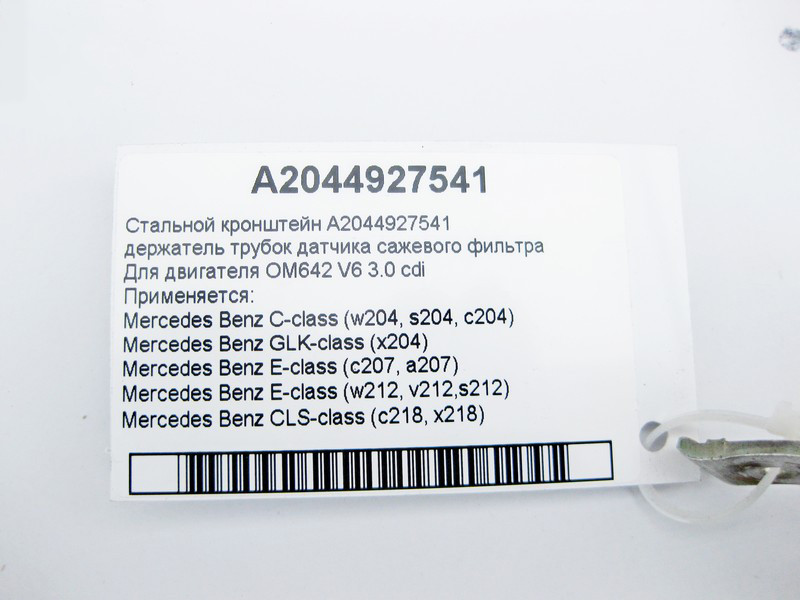 A2044927541
Стальной кронштейн A2044927541
держатель трубок датчика сажевого фильтра
Для двигателя OM642 V6 3.0 cdi
Применяется:
Mercedes Benz C-class (w204, s204, c204)
Mercedes Benz GLK-class (x204)
Mercedes Benz E-class (c207, a207)
Mercedes Benz E-class (w212, v212,s212)
Mercedes Benz CLS-class (c218, x218)